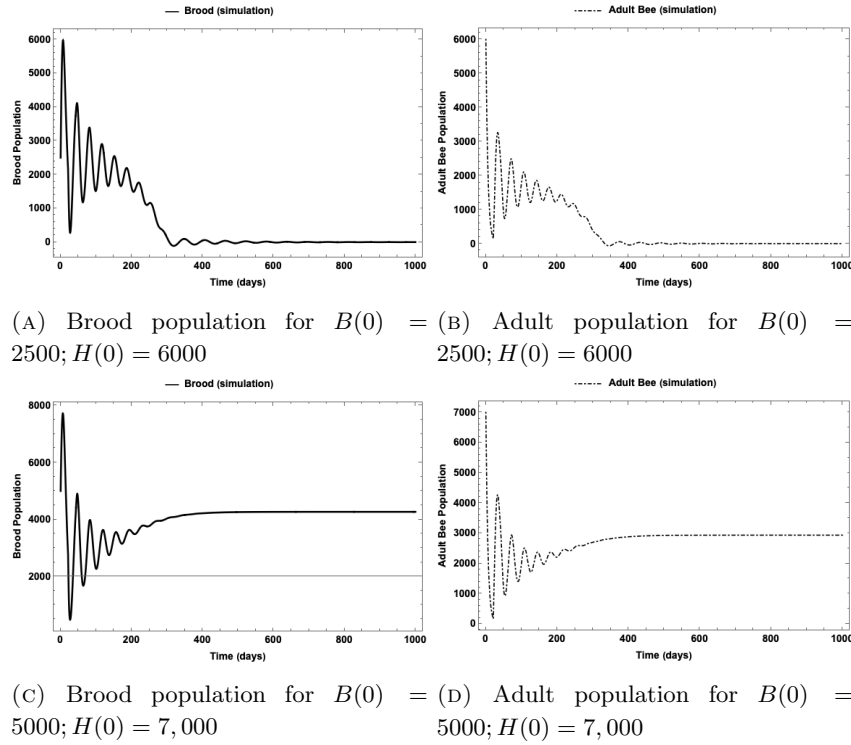 Brood (simulation)
Adult Bee (simulation)
Brood Population
6000
5000
4000
3000
2000
1000
0
0 200 400 600 800 1000
Time (days)
Adult Bee Population
6000
5000
4000
3000
2000
1000
0
0 200 400 600 800 1000
Time (days)
(A) Brood population for B(0) =
2500; H(0) = 6000
(B) Adult population for B(0) =
2500; H(0) = 6000
Brood (simulation)
Adult Bee (simulation)
Brood Population
8000
6000
4000
2000
0 200 400 600 800 1000
Time (days)
Adult Bee Population
7000
6000
5000
4000
3000
2000
1000
0
0 200 400 600 800 1000
Time (days)
(C) Brood population for B(0) =
5000; H(0) = 7, 000
(D) Adult population for B(0) =
5000; H(0) = 7, 000